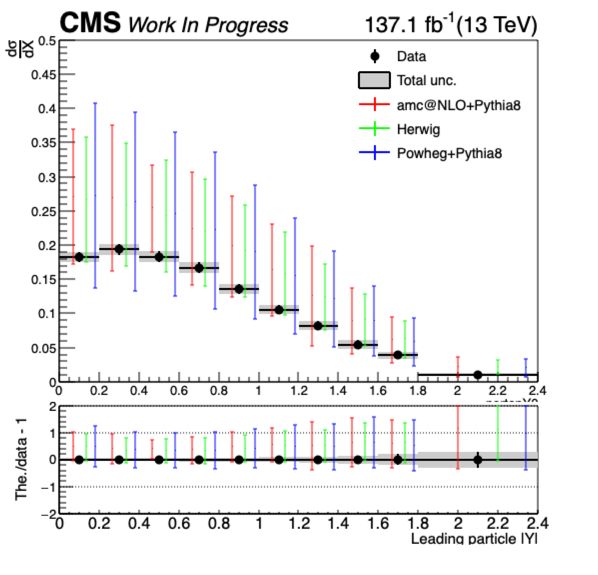 CMS Work In Progress 137.1 fb⁻¹(13 TeV)
dσ
dX
0.5
0.45
0.4
0.35
0.3
0.25
0.2
0.15
0.1
0.05
0
Data
Total unc.
amc@NLO+Pythia8
Herwig
Powheg+Pythia8
0 0.2 0.4 0.6 0.8 1 1.2 1.4 1.6 1.8 2 2.2 2.4
The./data - 1
2
1
0
−1
−2
0 0.2 0.4 0.6 0.8 1 1.2 1.4 1.6 1.8 2 2.2 2.4
Leading particle |Y|